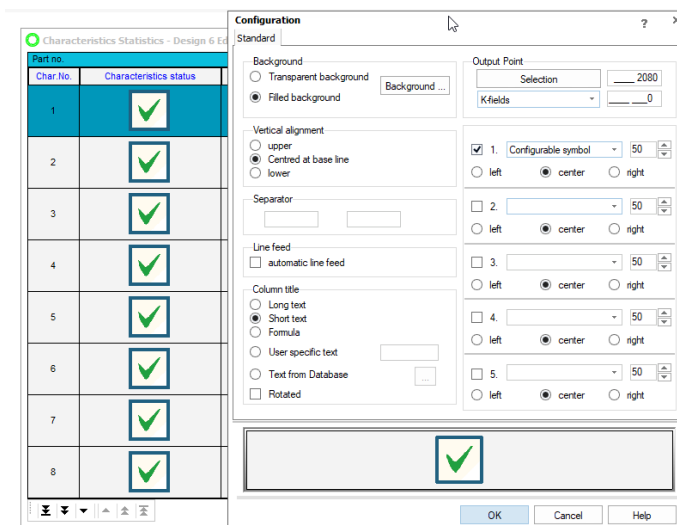 Characteristics Statistics - Design 6 Ed
Part no.
Char.No. Characteristics status
1
2
3
4
5
6
7
8
Configuration
? 
Standard
Background
Transparent background
Filled background
Background ...
Vertical alignment
upper
Centred at base line
lower
Separator
Line feed
automatic line feed
Column title
Long text
Short text
Formula
User specific text
Text from Database
...
Rotated
Output Point
Selection ____ 2080
K-fields ____ ___0
1. Configurable symbol 50
left center right
2. 50
left center right
3. 50
left center right
4. 50
left center right
5. 50
left center right
OK Cancel Help